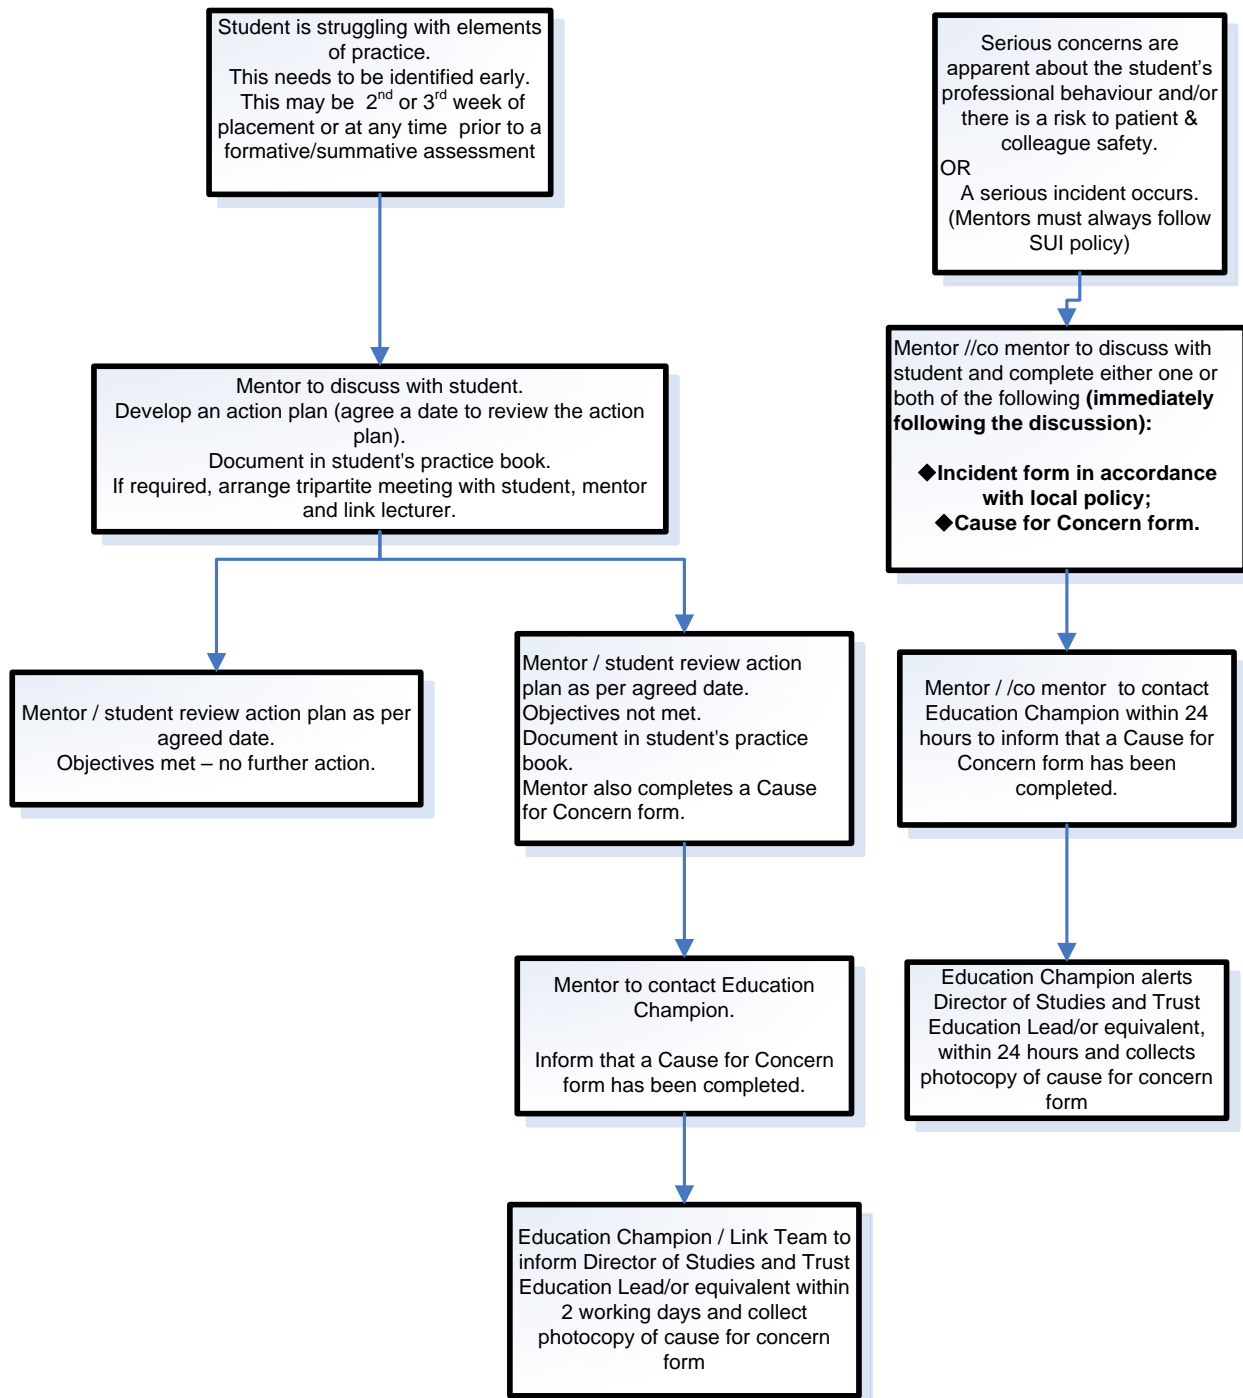 Student is struggling with elements
of practice.
This needs to be identified early.
This may be 2nd or 3rd week of
placement or at any time prior to a
formative/summative assessment
Mentor to discuss with student.
Develop an action plan (agree a date to review the action
plan).
Document in student's practice book.
If required, arrange tripartite meeting with student, mentor
and link lecturer.
Mentor / student review action plan as per
agreed date.
Objectives met – no further action.
Mentor / student review action
plan as per agreed date.
Objectives not met.
Document in student's practice
book.
Mentor also completes a Cause
for Concern form.
Mentor to contact Education
Champion.
Inform that a Cause for Concern
form has been completed.
Education Champion / Link Team to
inform Director of Studies and Trust
Education Lead/or equivalent within
2 working days and collect
photocopy of cause for concern
form
Serious concerns are
apparent about the student’s
professional behaviour and/or
there is a risk to patient &
colleague safety.
OR
A serious incident occurs.
(Mentors must always follow
SUI policy)
Mentor //co mentor to discuss with
student and complete either one or
both of the following (immediately
following the discussion):
◆Incident form in accordance
with local policy;
◆Cause for Concern form.
Mentor / /co mentor to contact
Education Champion within 24
hours to inform that a Cause for
Concern form has been
completed.
Education Champion alerts
Director of Studies and Trust
Education Lead/or equivalent,
within 24 hours and collects
photocopy of cause for concern
form